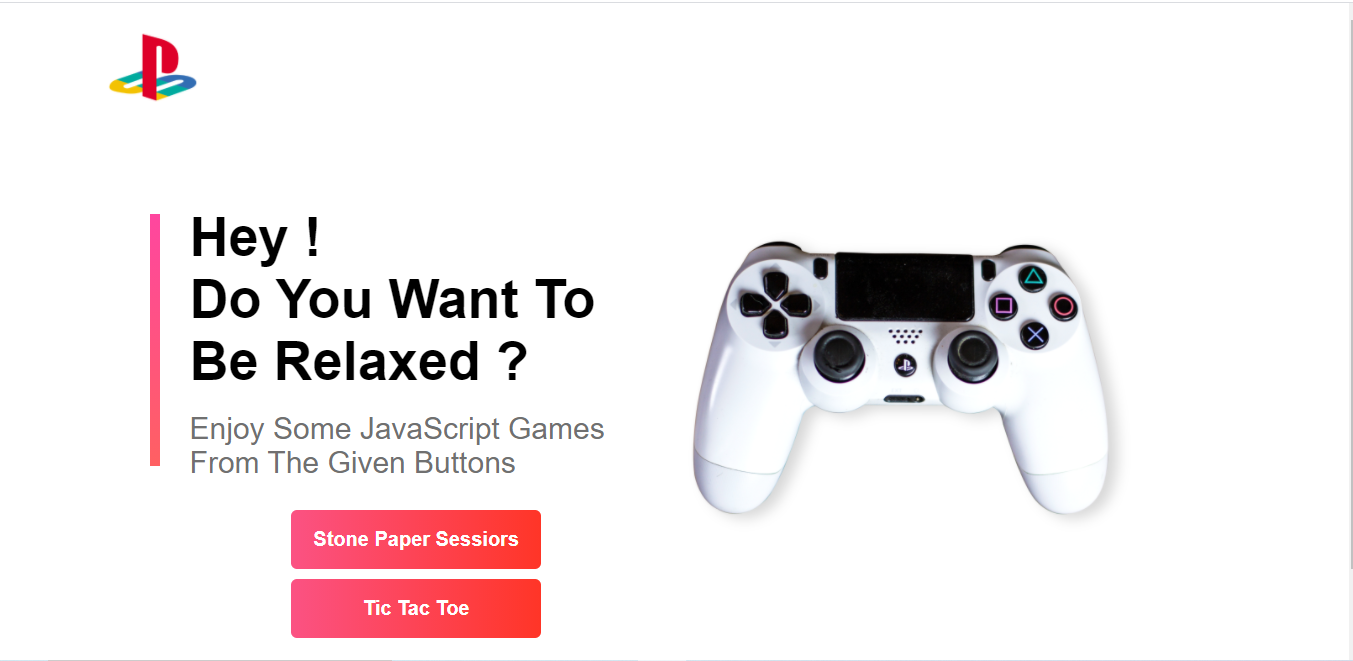 Hey !
Do You Want To
Be Relaxed ?
Enjoy Some JavaScript Games
From The Given Buttons
Stone Paper Sessiors
Tic Tac Toe